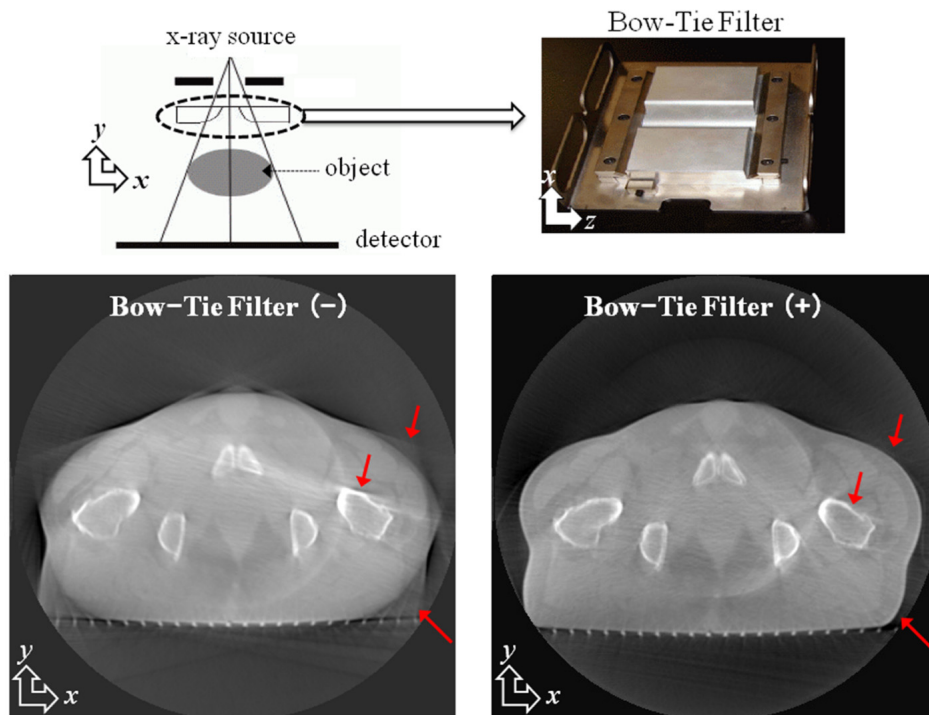 x-ray source
Bow-Tie Filter
y
x
object
detector
x
z
Bow-Tie Filter (-)
Bow-Tie Filter (+)
y
x
y
x